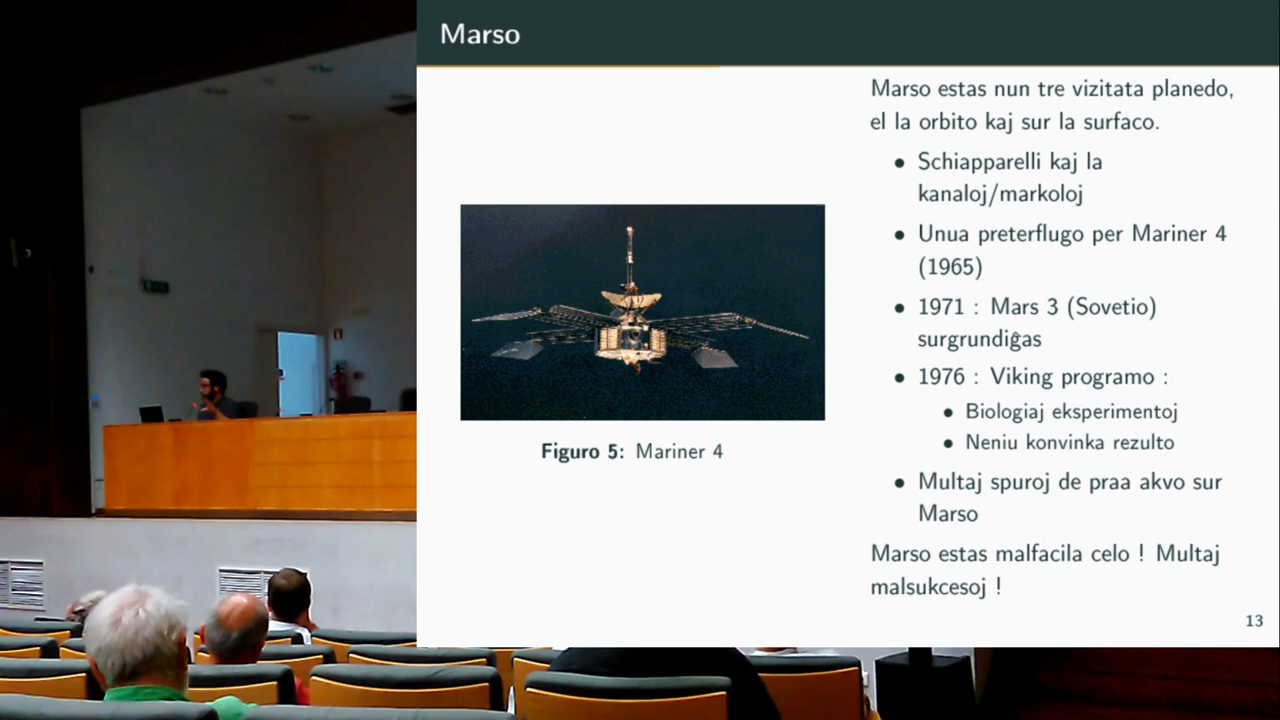 Marso
Marso estas nun tre vizitata planedo,
el la orbito kaj sur la surfaco.
• Schiapparelli kaj la
kanaloj/markoloj
• Unua preterflugo per Mariner 4
(1965)
• 1971 : Mars 3 (Sovetio)
surgrundiĝas
• 1976 : Viking programo :
• Biologiaj eksperimentoj
• Neniu konvinka rezulto
• Multaj spuroj de praa akvo sur
Marso
Marso estas malfacila celo ! Multaj
malsukcesoj !
Figuro 5: Mariner 4
13